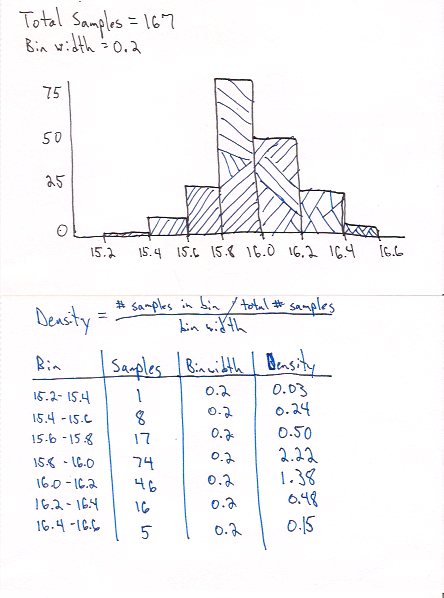 Total Samples = 167
Bin width = 0.2
75
50
25
0
15.2 15.4 15.6 15.8 16.0 16.2 16.4 16.6
Density = # samples in bin / total # samples
bin width
Bin Samples Binwidth Density
15.2-15.4 1 0.2 0.03
15.4-15.6 8 0.2 0.24
15.6-15.8 17 0.2 0.50
15.8-16.0 74 0.2 2.22
16.0-16.2 46 0.2 1.38
16.2-16.4 16 0.2 0.48
16.4-16.6 5 0.2 0.15